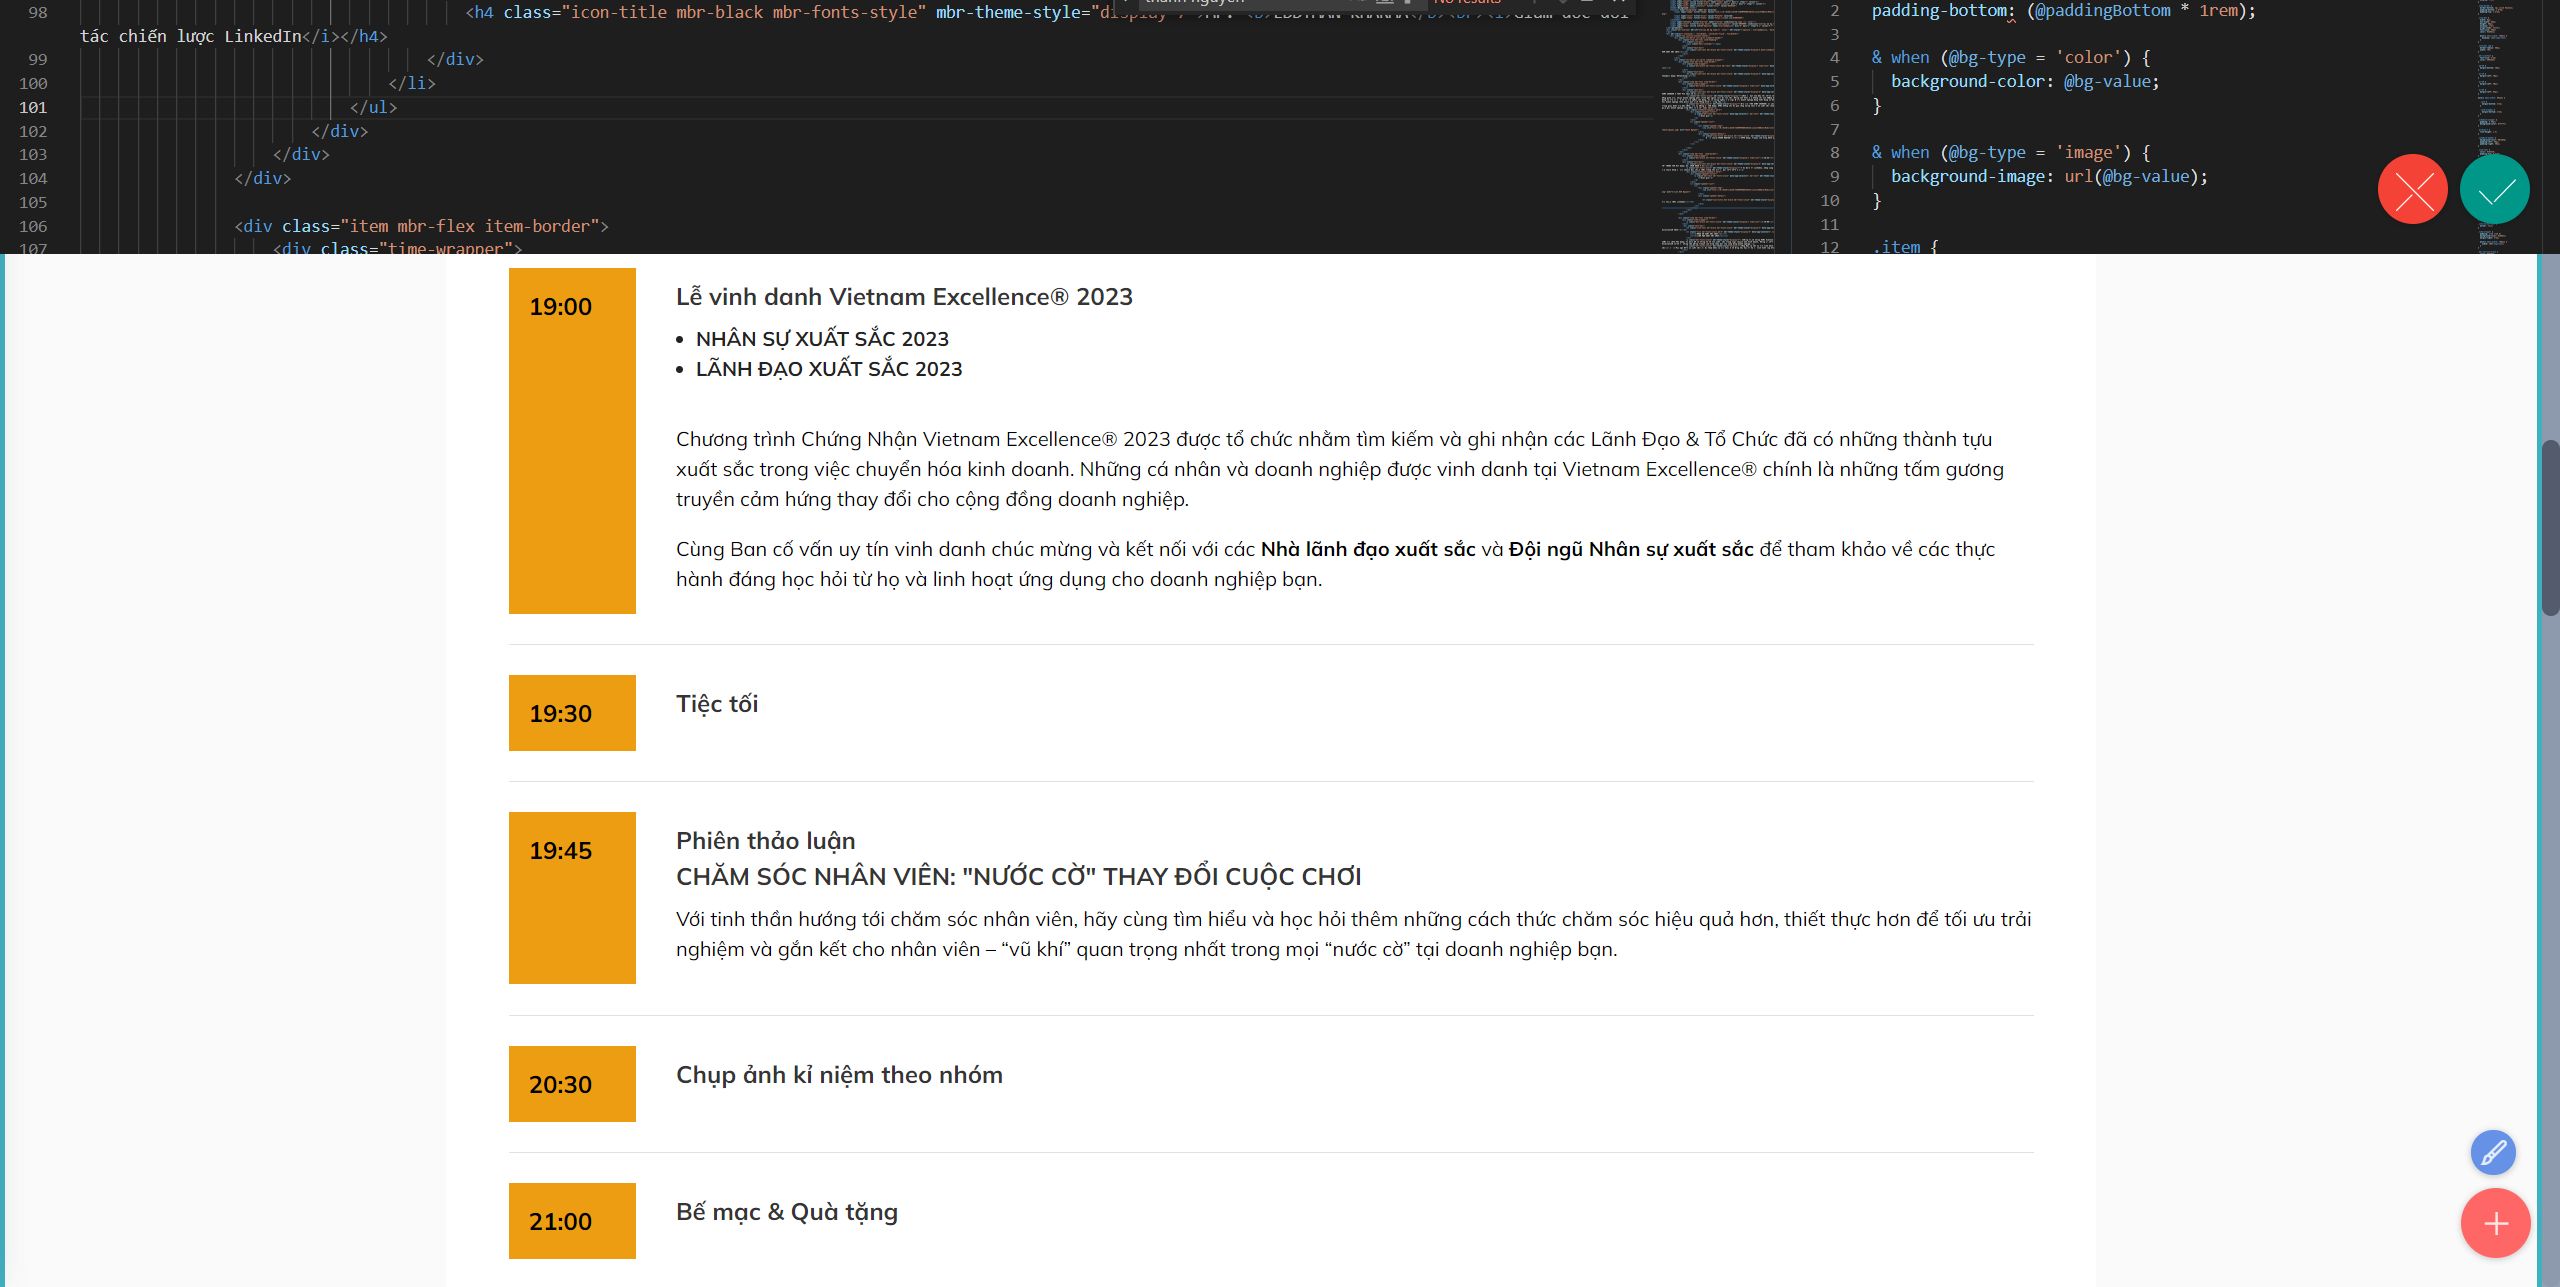 98 <h4 class="icon-title mbr-black mbr-fonts-style" mbr-theme-style=
tác chiến lược LinkedIn</i></h4>
99 </div>
100 </li>
101 </ul>
102 </div>
103 </div>
104 </div>
105
106 <div class="item mbr-flex item-border">
107 <div class="time-wrapper">
2 padding-bottom: (@paddingBottom * 1rem);
3
4 & when (@bg-type = 'color') {
5 background-color: @bg-value;
6 }
7
8 & when (@bg-type = 'image') {
9 background-image: url(@bg-value);
10 }
11
12 .item {
19:00
Lễ vinh danh Vietnam Excellence® 2023
• NHÂN SỰ XUẤT SẮC 2023
• LÃNH ĐẠO XUẤT SẮC 2023
Chương trình Chứng Nhận Vietnam Excellence® 2023 được tổ chức nhằm tìm kiếm và ghi nhận các Lãnh Đạo & Tổ Chức đã có những thành tựu
xuất sắc trong việc chuyển hóa kinh doanh. Những cá nhân và doanh nghiệp được vinh danh tại Vietnam Excellence® chính là những tấm gương
truyền cảm hứng thay đổi cho cộng đồng doanh nghiệp.
Cùng Ban cố vấn uy tín vinh danh chúc mừng và kết nối với các Nhà lãnh đạo xuất sắc và Đội ngũ Nhân sự xuất sắc để tham khảo về các thực
hành đáng học hỏi từ họ và linh hoạt ứng dụng cho doanh nghiệp bạn.
19:30
Tiệc tối
19:45
Phiên thảo luận
CHĂM SÓC NHÂN VIÊN: "NƯỚC CỜ" THAY ĐỔI CUỘC CHƠI
Với tinh thần hướng tới chăm sóc nhân viên, hãy cùng tìm hiểu và học hỏi thêm những cách thức chăm sóc hiệu quả hơn, thiết thực hơn để tối ưu trải
nghiệm và gắn kết cho nhân viên – “vũ khí” quan trọng nhất trong mọi “nước cờ” tại doanh nghiệp bạn.
20:30
Chụp ảnh kỉ niệm theo nhóm
21:00
Bế mạc & Quà tặng